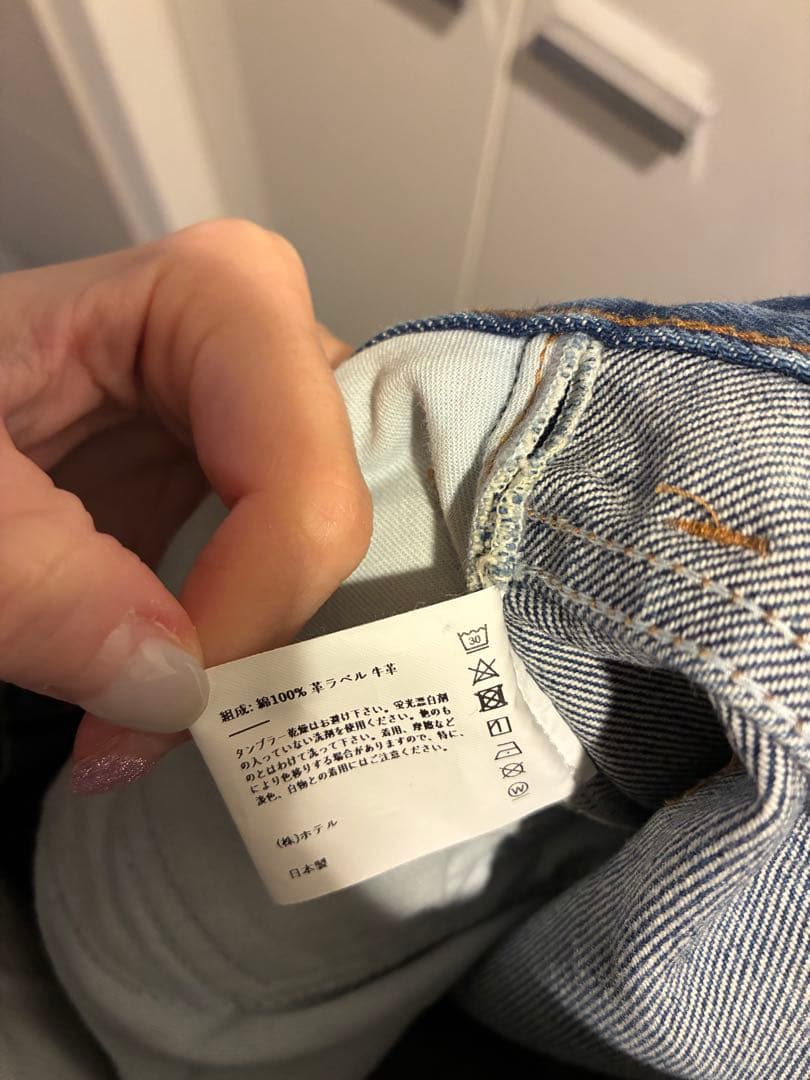 組成: 綿100% 革ラベル 牛革
タンブラー乾燥はお避け下さい。蛍光漂白剤
の入っていない洗剤を使用ください。他のも
のとはわけて洗って下さい。着用、摩擦など
により色移りする場合がありますので、特に、
淡色、白物との着用にはご注意ください。
(株)ホテル
日本製
30
W